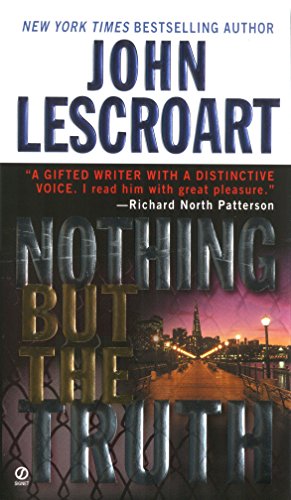 NEW YORK TIMES BESTSELLING AUTHOR
JOHN
LESCROART
"A GIFTED WRITER WITH A DISTINCTIVE
VOICE. I read him with great pleasure."
—Richard North Patterson
NOTHING
BUT
THE
TRUTH
SIGNET